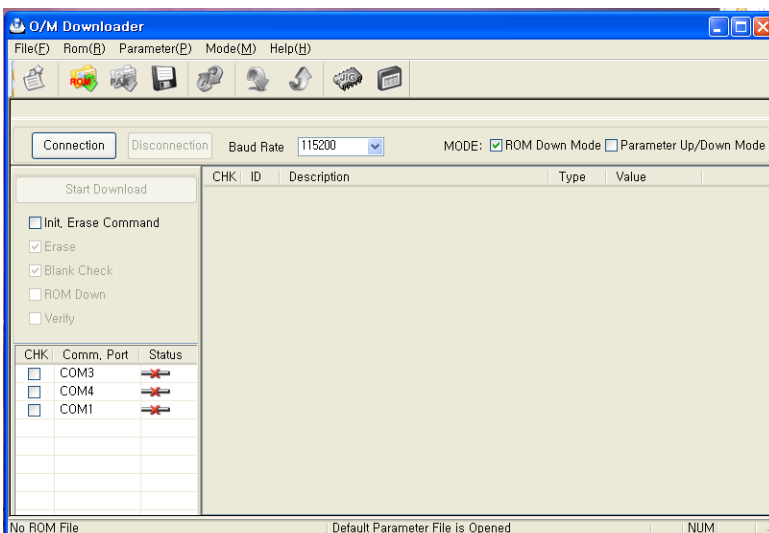 O/M Downloader
File(F) Rom(R) Parameter(P) Mode(M) Help(H)
ROM PAR JIG
Connection Disconnection Baud Rate 115200 MODE: ROM Down Mode Parameter Up/Down Mode
Start Download
CHK ID Description Type Value
Init, Erase Command
Erase
Blank Check
ROM Down
Verify
CHK Comm, Port Status
COM3
COM4
COM1
No ROM File Default Parameter File is Opened NUM